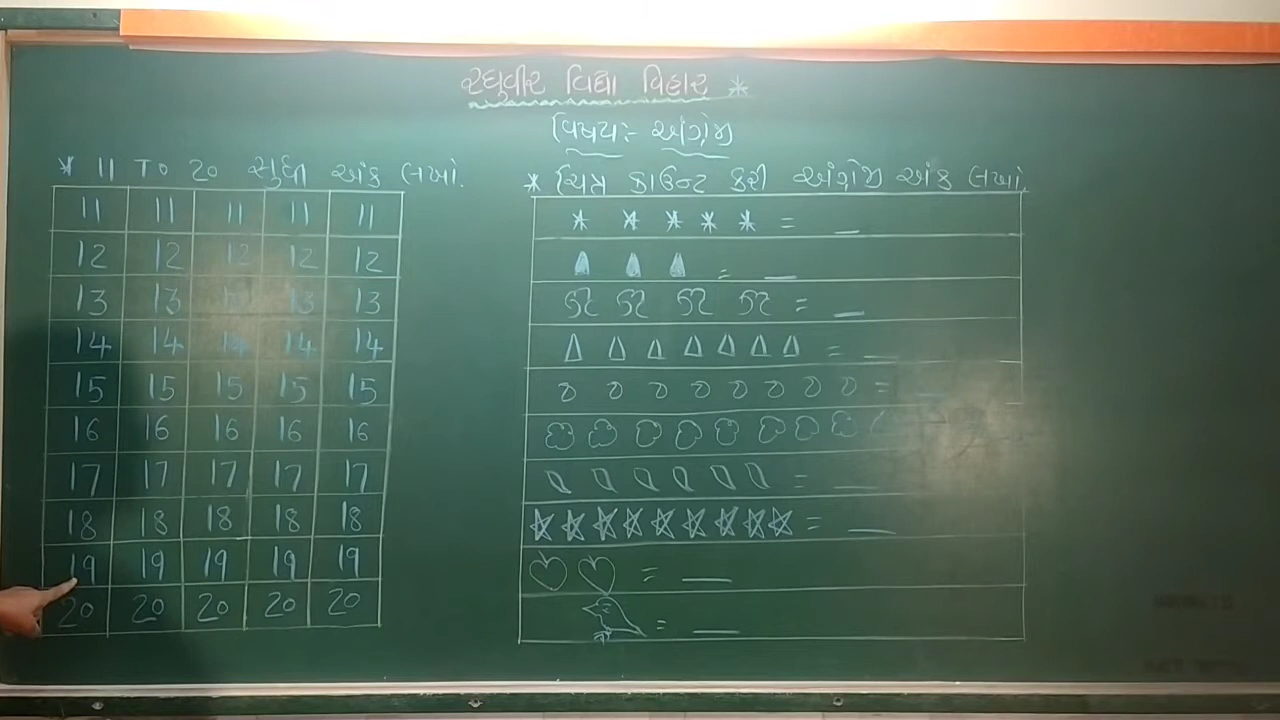 રઘુવીર વિદ્યા વિહાર *
વિષય:- અંગ્રેજી
* 11 TO 20 સુધી અંક લખો.
11 11 11 11 11
12 12 12 12 12
13 13 13 13 13
14 14 14 14 14
15 15 15 15 15
16 16 16 16 16
17 17 17 17 17
18 18 18 18 18
19 19 19 19 19
20 20 20 20 20
* ચિત્ર કાઉન્ટ કરી અંગ્રેજી અંક લખો.
* * * * * = _
= _
= _
= _
=
= _
= _
= _
= _